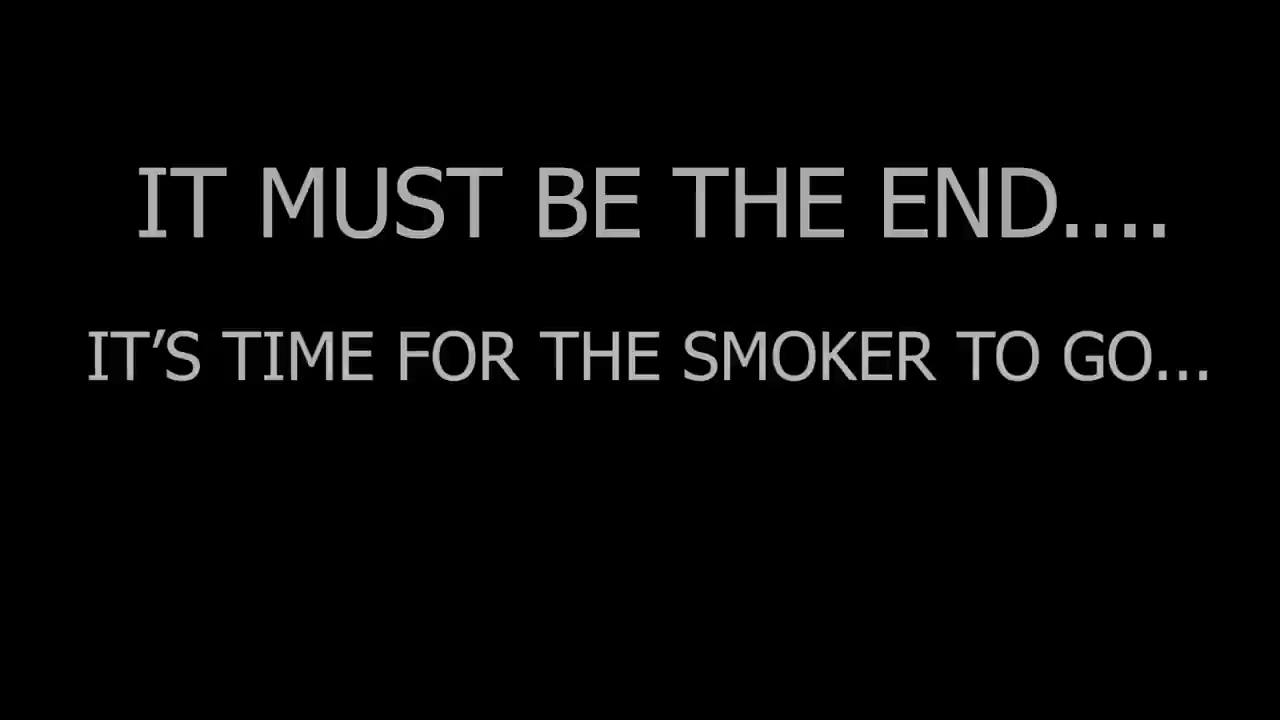 IT MUST BE THE END....
IT’S TIME FOR THE SMOKER TO GO...